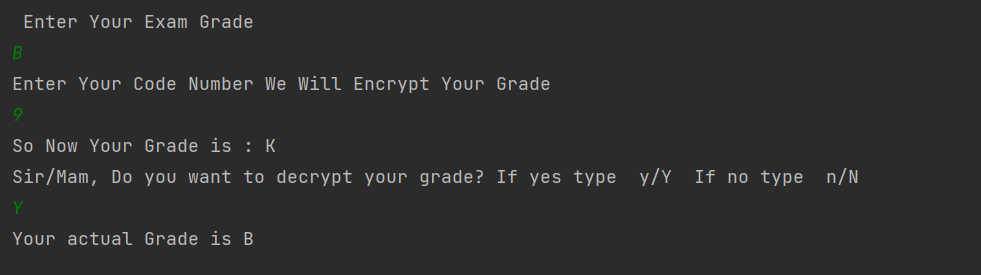 Enter Your Exam Grade
B
Enter Your Code Number We Will Encrypt Your Grade
9
So Now Your Grade is : K
Sir/Mam, Do you want to decrypt your grade? If yes type  y/Y  If no type  n/N
Y
Your actual Grade is B